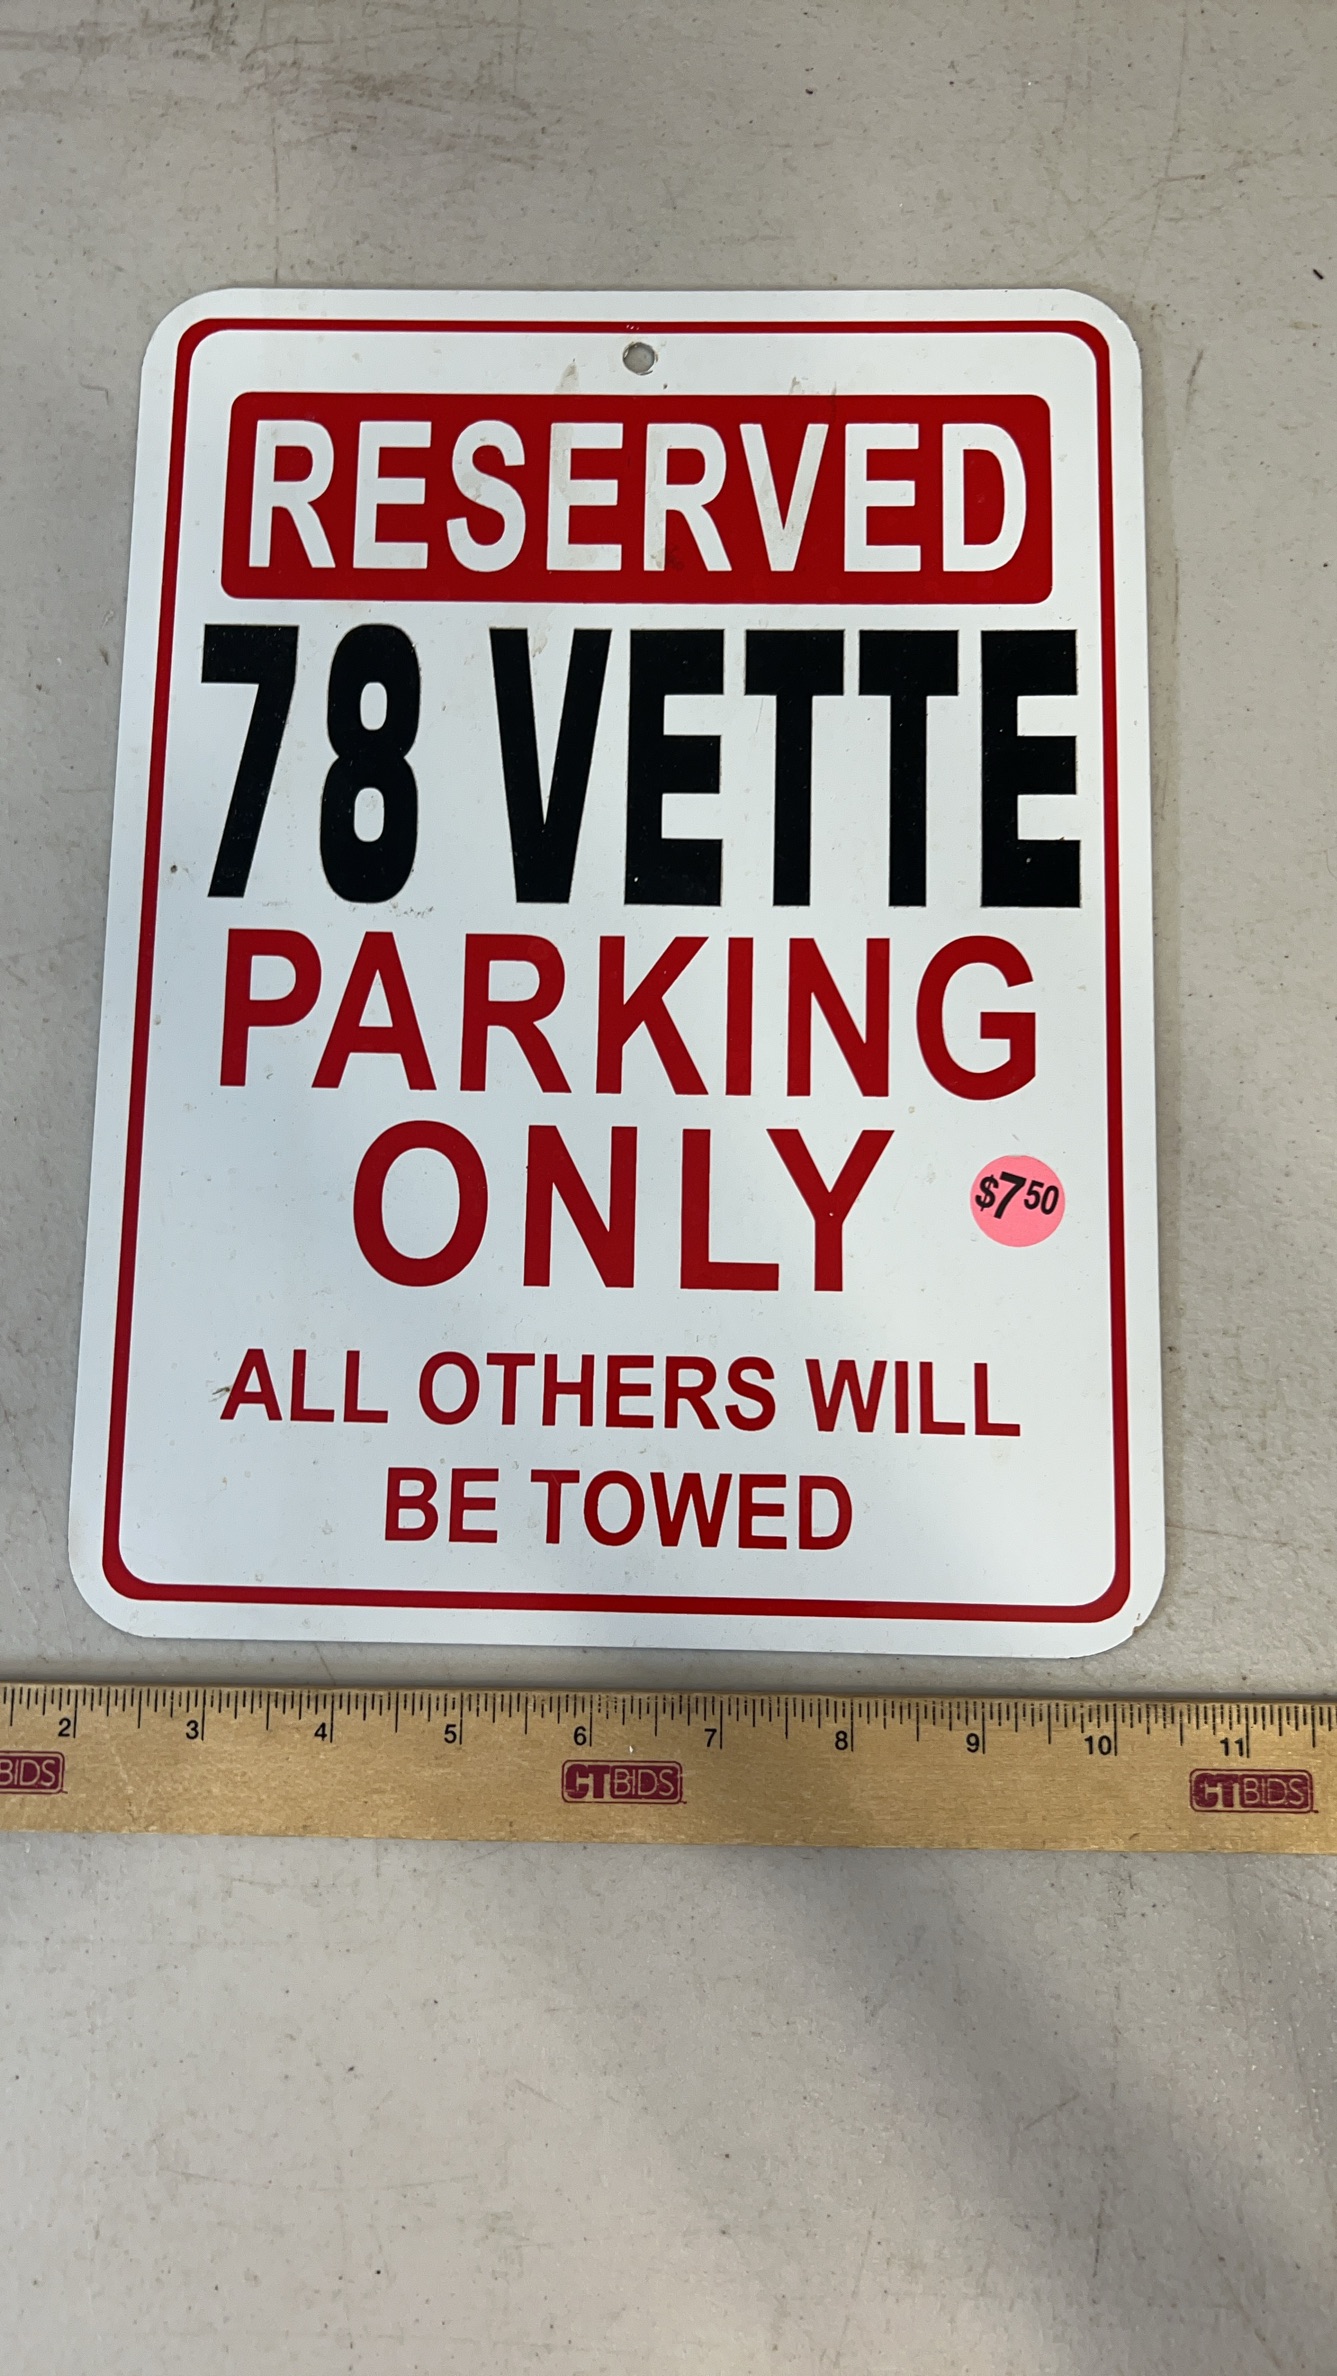 RESERVED
78 VETTE
PARKING
ONLY
$7.50
ALL OTHERS WILL
BE TOWED
2 3 4 5 6 7 8 9 10 11
BIDS CTBIDS CTBIDS